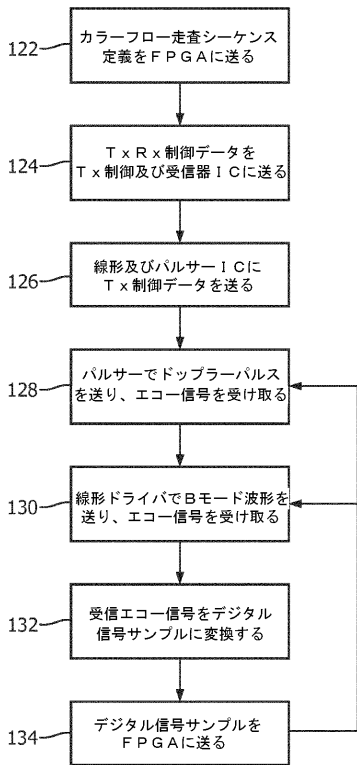 122
カラーフロー走査シーケンス
定義をFPGAに送る
124
TxRx制御データを
Tx制御及び受信器ICに送る
126
線形及びパルサーICに
Tx制御データを送る
128
パルサーでドップラーパルス
を送り、エコー信号を受け取る
130
線形ドライバでBモード波形を
送り、エコー信号を受け取る
132
受信エコー信号をデジタル
信号サンプルに変換する
134
デジタル信号サンプルを
FPGAに送る